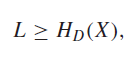 L ≥ H_D(X),